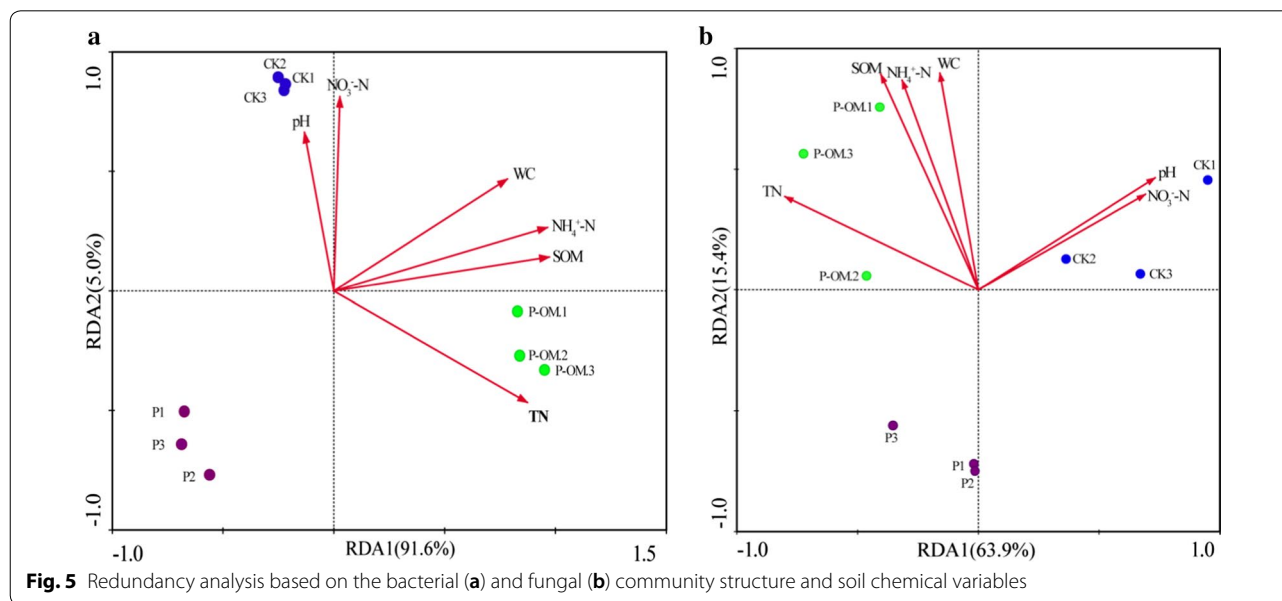 a
CK2
CK1
CK3
NO₃⁻-N
pH
WC
NH₄⁺-N
SOM
P-OM.1
P-OM.2
P-OM.3
TN
P1
P3
P2
1.0
RDA2(5.0%)
-1.0
-1.0
RDA1(91.6%)
1.5
b
SOM
NH₄⁺-N
WC
P-OM.1
P-OM.3
TN
P-OM.2
pH
CK1
NO₃⁻-N
CK2
CK3
P3
P1
P2
1.0
RDA2(15.4%)
-1.0
-1.0
RDA1(63.9%)
1.0
Fig. 5 Redundancy analysis based on the bacterial (a) and fungal (b) community structure and soil chemical variables